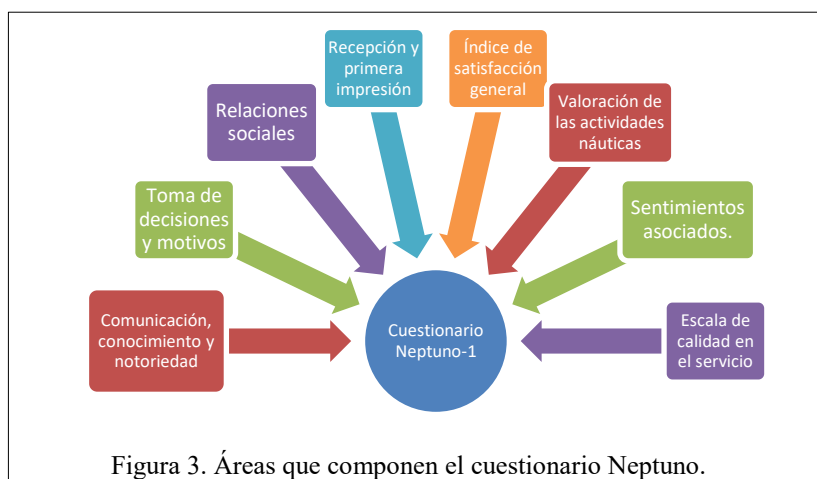 Comunicación,
conocimiento y
notoriedad
Toma de
decisiones
y motivos
Relaciones
sociales
Recepción y
primera
impresión
Índice de
satisfacción
general
Valoración de
las actividades
náuticas
Sentimientos
asociados.
Escala de
calidad en
el servicio
Cuestionario
Neptuno-1
Figura 3. Áreas que componen el cuestionario Neptuno.